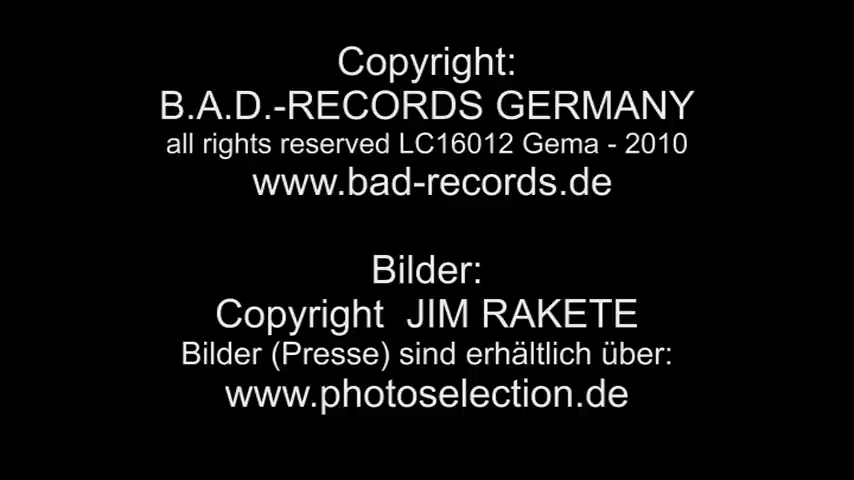 Copyright:
B.A.D.-RECORDS GERMANY
all rights reserved LC16012 Gema - 2010
www.bad-records.de
Bilder:
Copyright JIM RAKETE
Bilder (Presse) sind erhältlich über:
www.photoselection.de